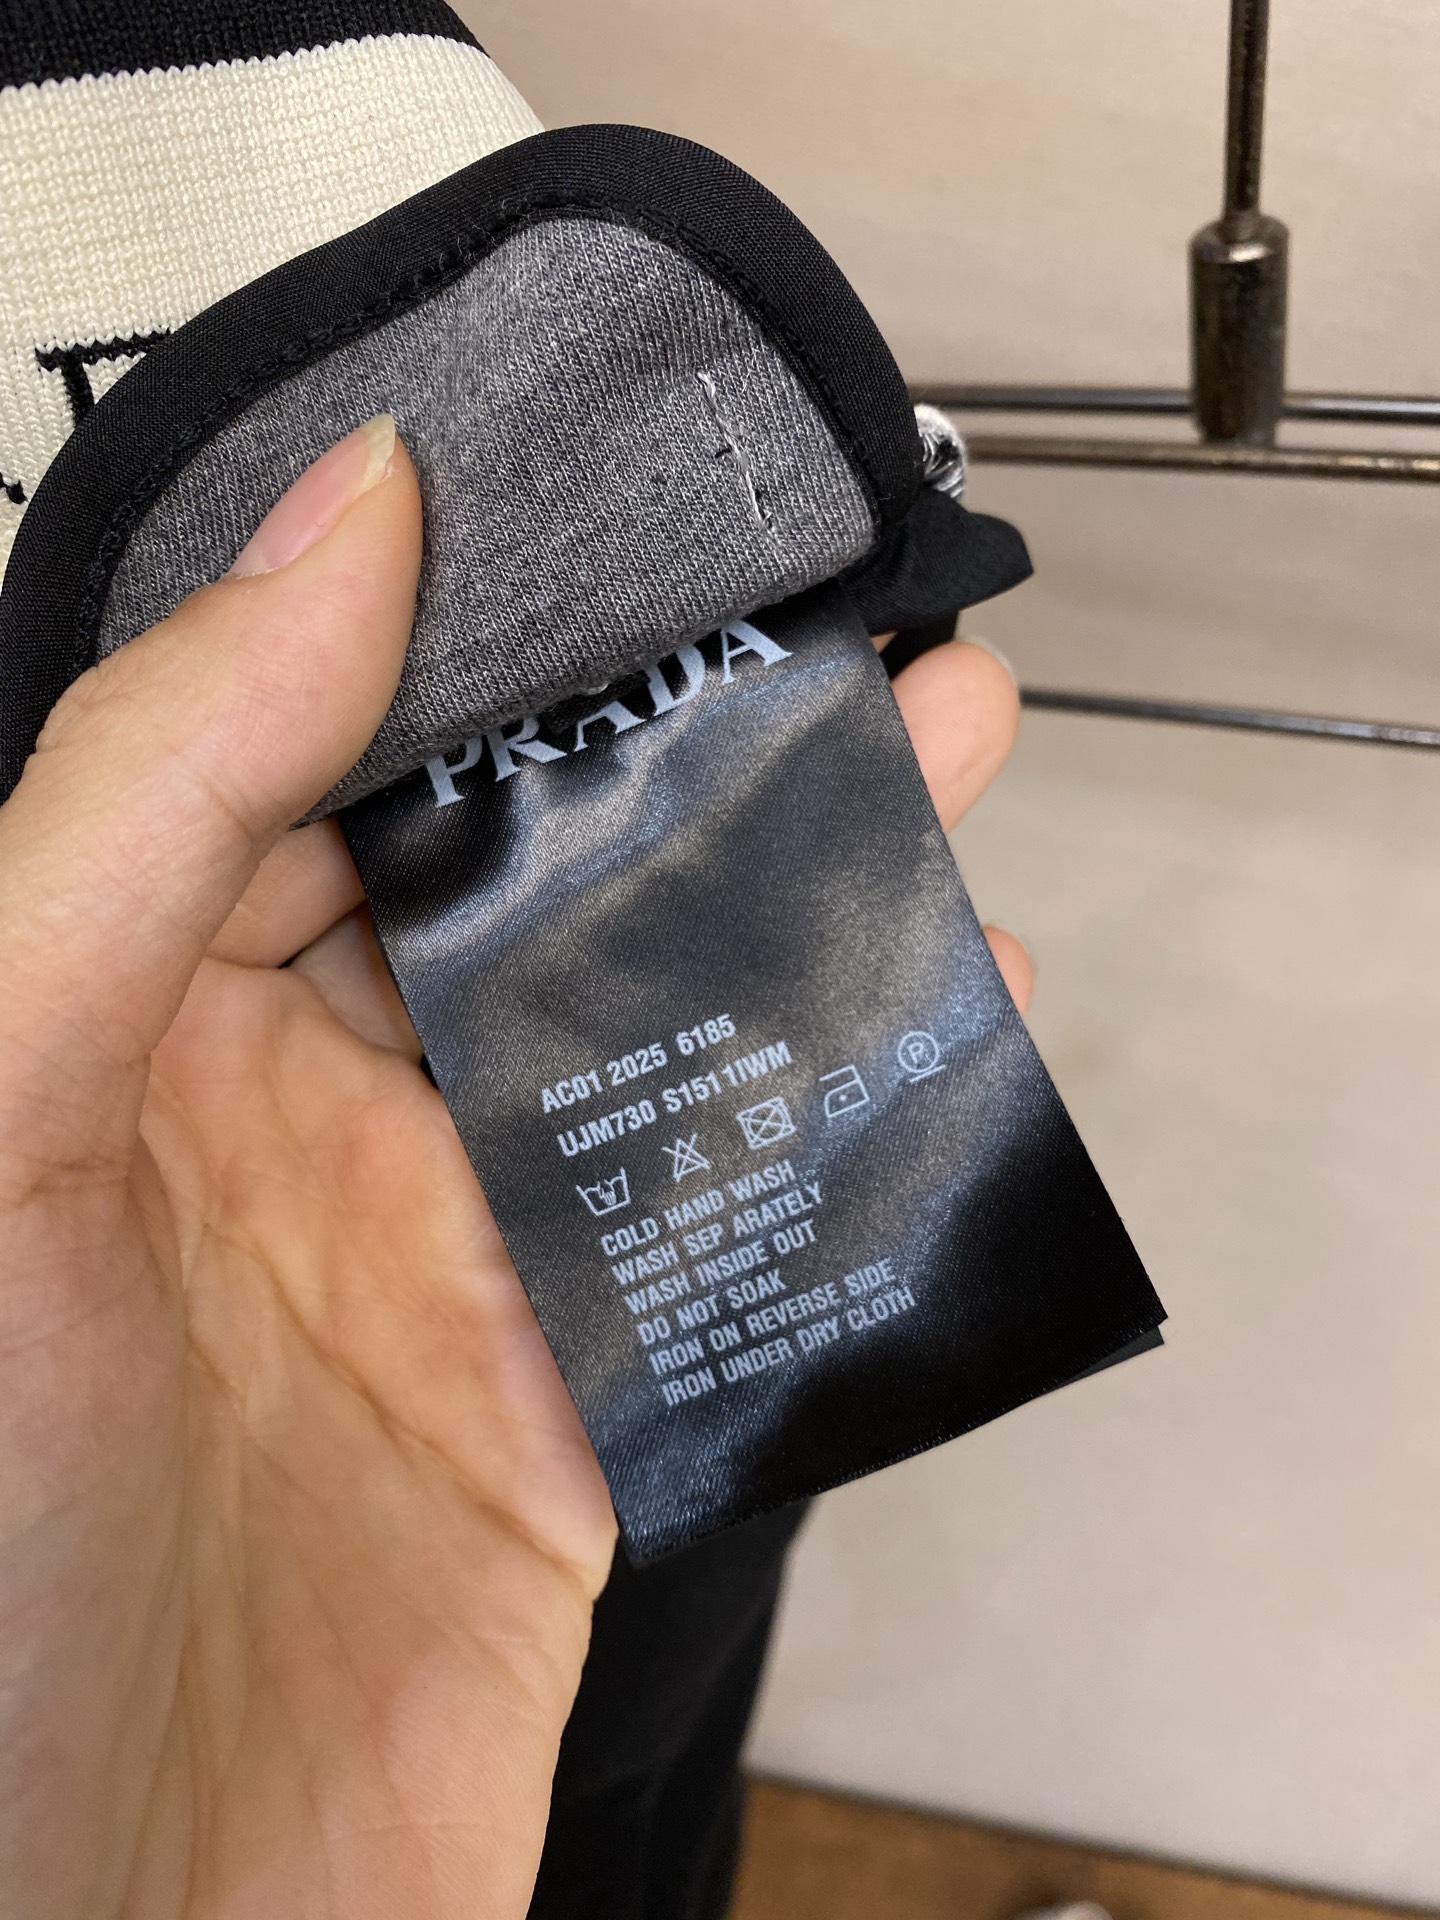 PRADA
AC01 2025 6185
UJM730 S151 1IWM
P
COLD HAND WASH
WASH SEP ARATELY
WASH INSIDE OUT
DO NOT SOAK
IRON ON REVERSE SIDE
IRON UNDER DRY CLOTH